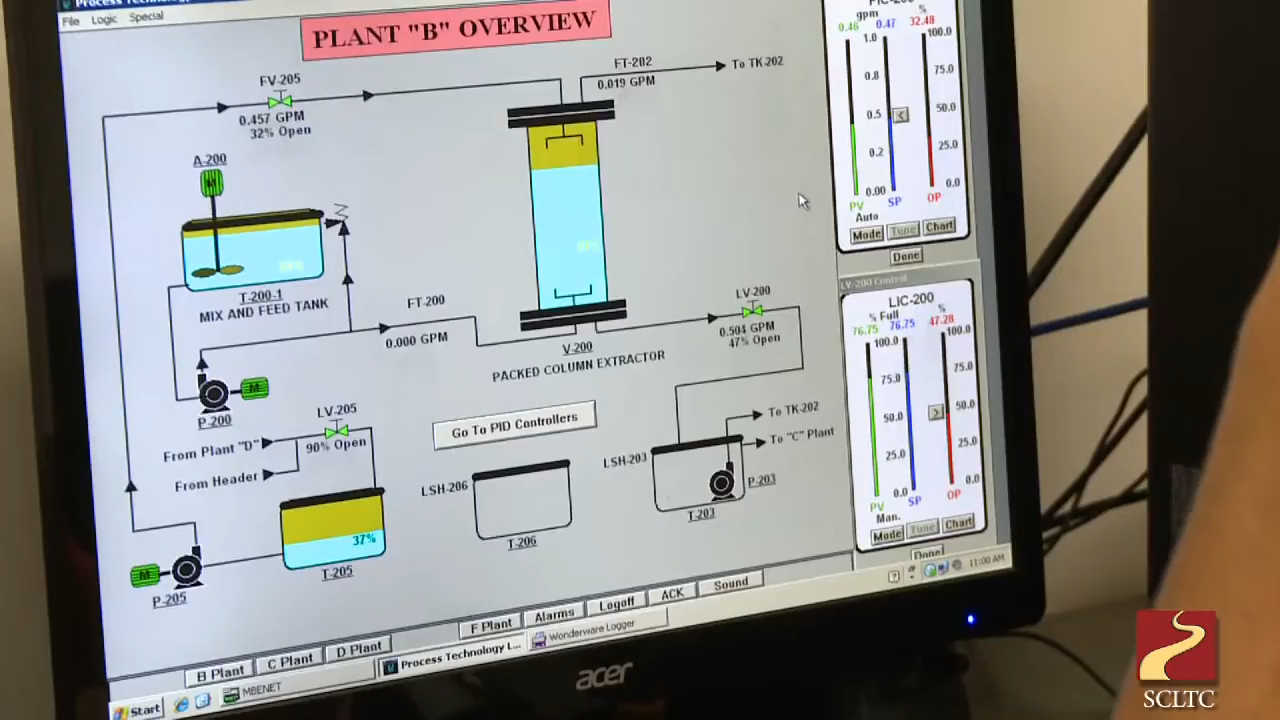 Process Technology
File Logic Special
PLANT "B" OVERVIEW
FV-205
0.457 GPM
32% Open
FT-202
0.019 GPM
To TK-202
A-200
M
T-200-1
MIX AND FEED TANK
FT-200
0.000 GPM
V-200
PACKED COLUMN EXTRACTOR
LV-200
0.504 GPM
47% Open
P-200
M
LV-205
90% Open
From Plant "D"
From Header
Go To PID Controllers
LSH-206
T-206
LSH-203
To TK-202
To "C" Plant
P-203
T-203
37%
T-205
M
P-205
gpm %
0.46 0.47 32.48
1.0 100.0
0.8 75.0
0.5 < 50.0
0.2 25.0
0.00 0.0
PV SP OP
Auto
Mode Tune Chart
Done
LV-200 Control
LIC-200
% Full %
76.75 76.75 47.28
100.0 100.0
75.0 75.0
50.0 > 50.0
25.0 25.0
0.0 0.0
PV SP OP
Man.
Mode Tune Chart
Done
B Plant C Plant D Plant F Plant Alarms Logoff ACK Sound
Start MBENET Process Technology L... Wonderware Logger 11:00 AM
acer
SCLTC